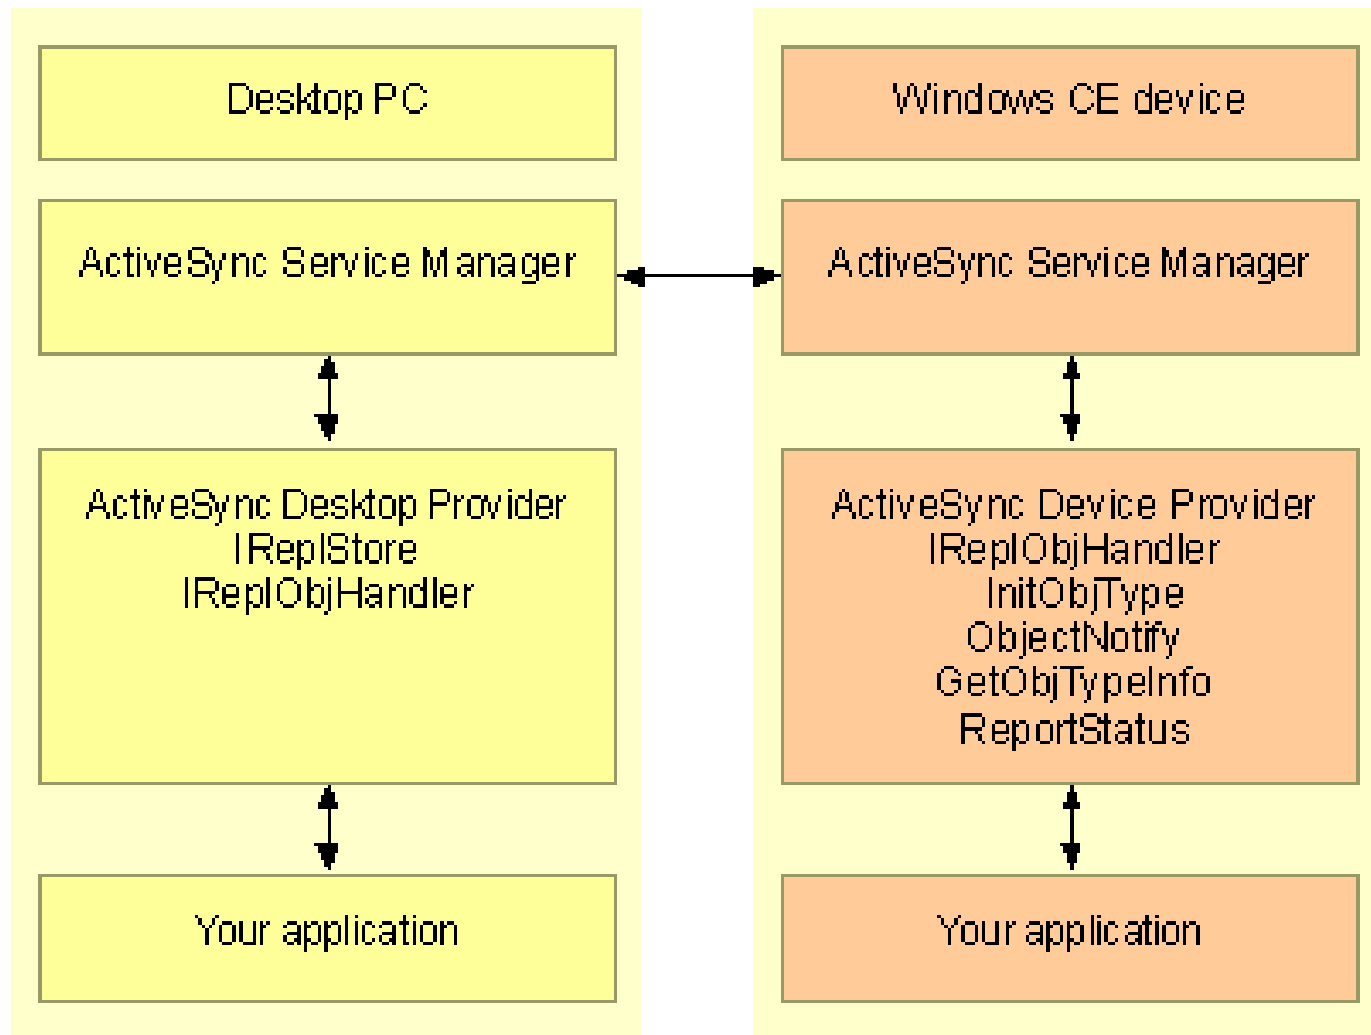 Desktop PC
ActiveSync Service Manager
ActiveSync Desktop Provider
IReplStore
IReplObjHandler
Your application
Windows CE device
ActiveSync Service Manager
ActiveSync Device Provider
IReplObjHandler
InitObjType
ObjectNotify
GetObjTypeInfo
ReportStatus
Your application